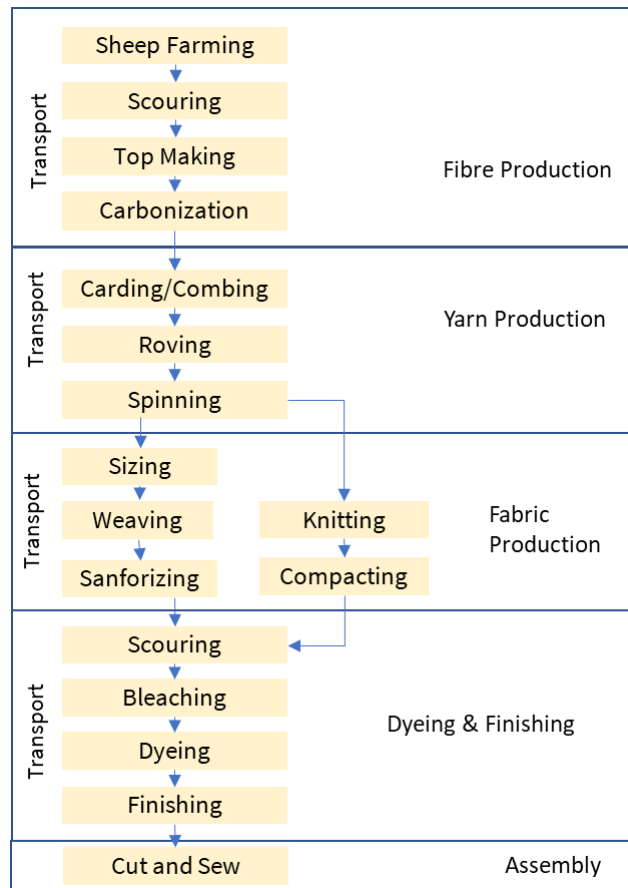 Transport
Sheep Farming
Scouring
Top Making
Carbonization
Fibre Production
Transport
Carding/Combing
Roving
Spinning
Yarn Production
Transport
Sizing
Weaving
Sanforizing
Knitting
Compacting
Fabric
Production
Transport
Scouring
Bleaching
Dyeing
Finishing
Dyeing & Finishing
Cut and Sew
Assembly